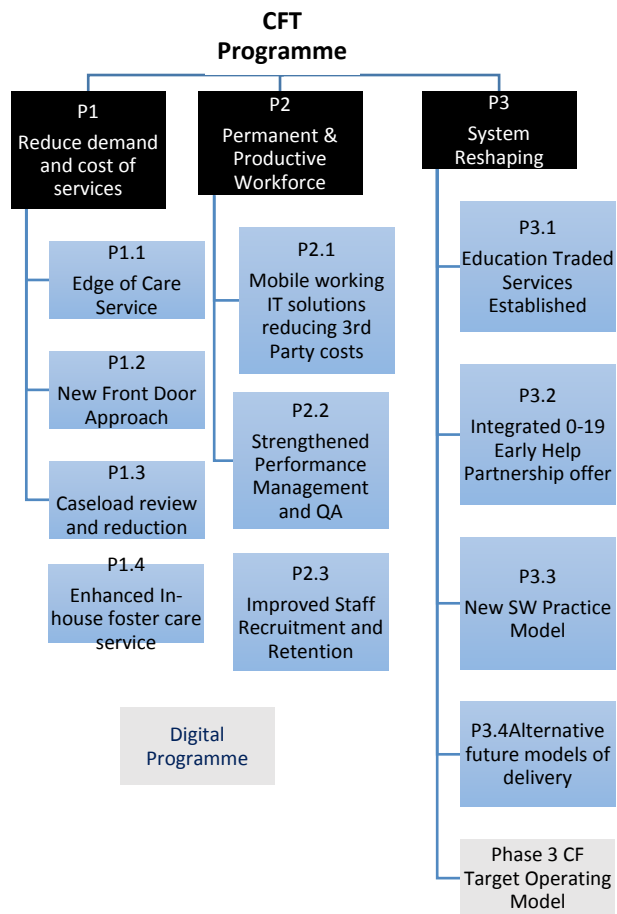 CFT
Programme
P1
Reduce demand
and cost of
services
P1.1
Edge of Care
Service
P1.2
New Front Door
Approach
P1.3
Caseload review
and reduction
P1.4
Enhanced In-
house foster care
service
P2
Permanent &
Productive
Workforce
P2.1
Mobile working
IT solutions
reducing 3rd
Party costs
P2.2
Strengthened
Performance
Management
and QA
P2.3
Improved Staff
Recruitment and
Retention
P3
System
Reshaping
P3.1
Education Traded
Services
Established
P3.2
Integrated 0-19
Early Help
Partnership offer
P3.3
New SW Practice
Model
P3.4Alternative
future models of
delivery
Phase 3 CF
Target Operating
Model
Digital
Programme